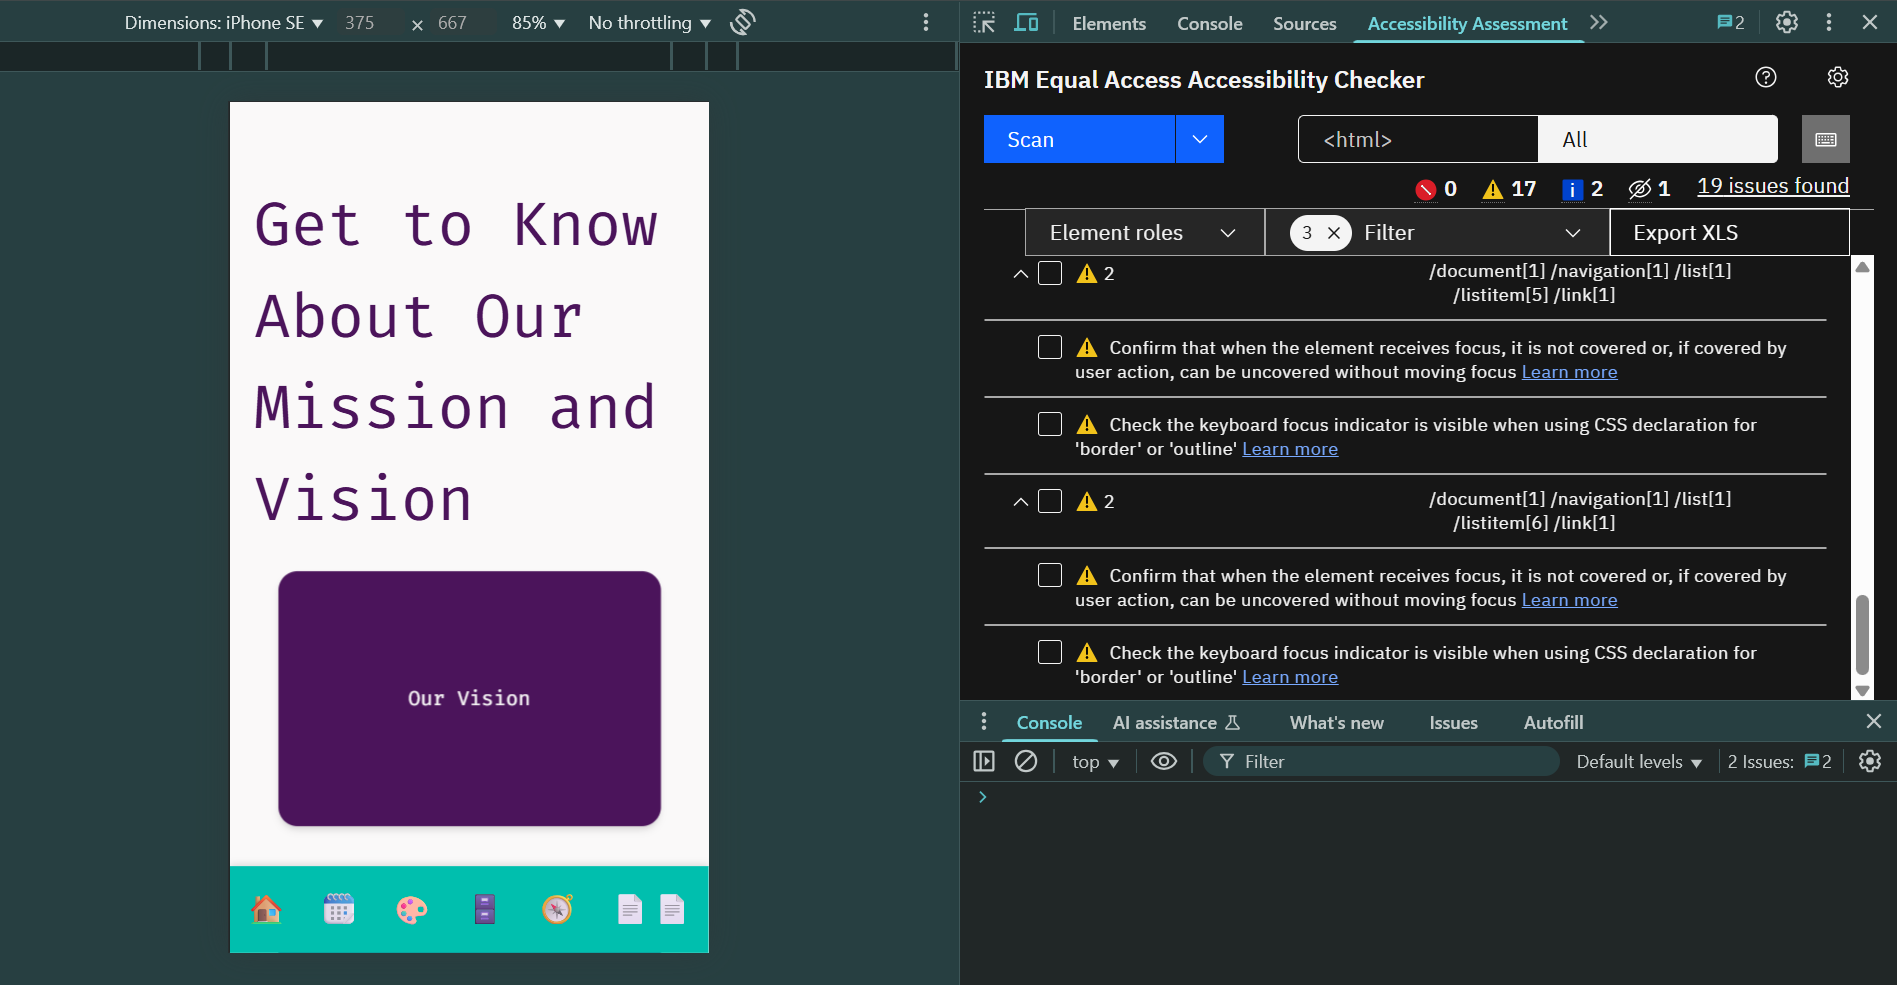 Dimensions: iPhone SE 375 × 667 85% No throttling
Get to Know
About Our
Mission and
Vision
Our Vision
Elements Console Sources Accessibility Assessment 2
IBM Equal Access Accessibility Checker
Scan <html> All
0 17 2 1 19 issues found
Element roles 3 Filter Export XLS
2 /document[1] /navigation[1] /list[1]
/listitem[5] /link[1]
Confirm that when the element receives focus, it is not covered or, if covered by
user action, can be uncovered without moving focus Learn more
Check the keyboard focus indicator is visible when using CSS declaration for
'border' or 'outline' Learn more
2 /document[1] /navigation[1] /list[1]
/listitem[6] /link[1]
Confirm that when the element receives focus, it is not covered or, if covered by
user action, can be uncovered without moving focus Learn more
Check the keyboard focus indicator is visible when using CSS declaration for
'border' or 'outline' Learn more
Console AI assistance What's new Issues Autofill
top Filter Default levels 2 Issues: 2